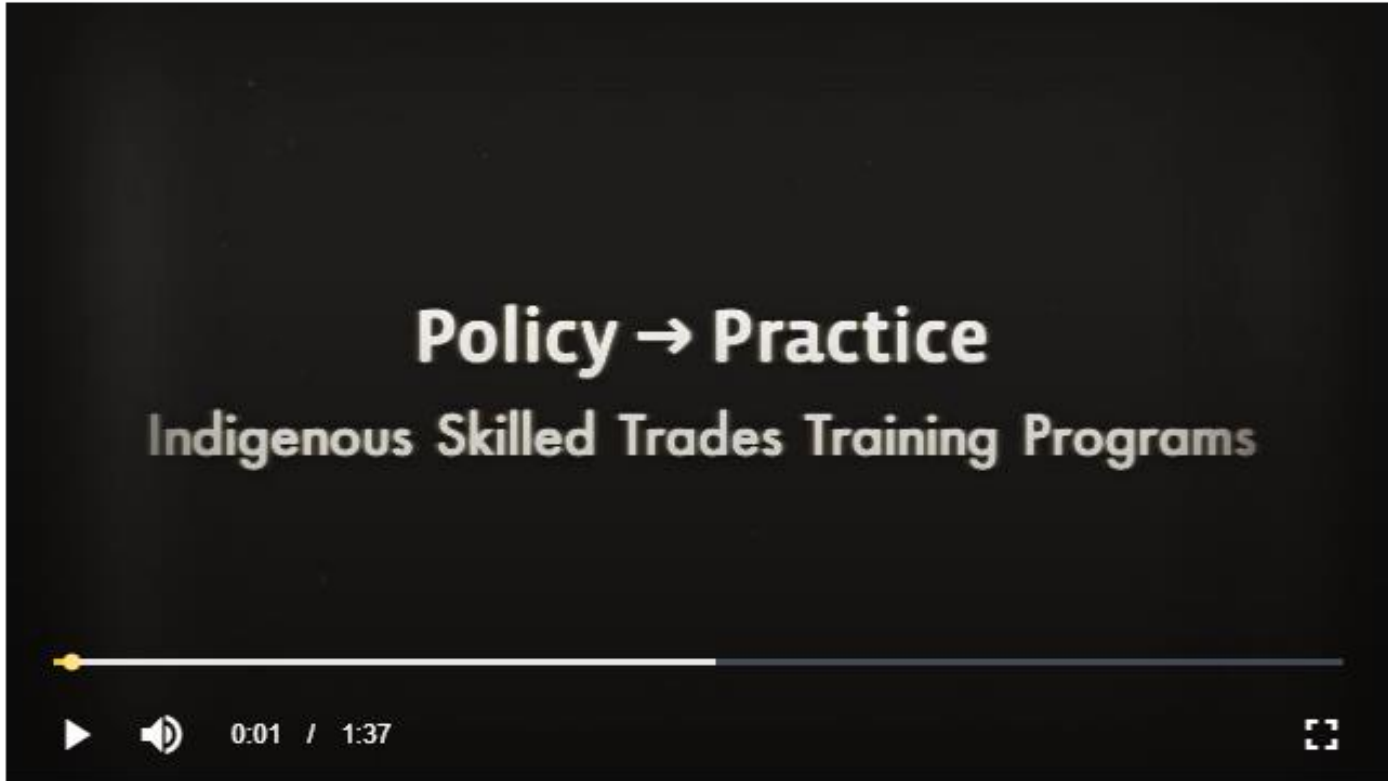 Policy → Practice
Indigenous Skilled Trades Training Programs
0:01 / 1:37